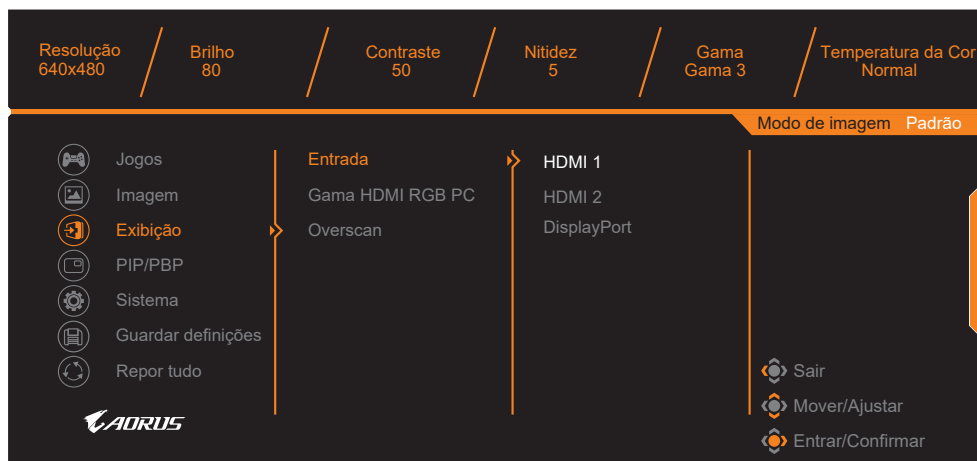 Resolução
640x480
Brilho
80
Contraste
50
Nitidez
5
Gama
Gama 3
Temperatura da Cor
Normal
Modo de imagem Padrão
Jogos
Imagem
Exibição
PIP/PBP
Sistema
Guardar definições
Repor tudo
Entrada
Gama HDMI RGB PC
Overscan
HDMI 1
HDMI 2
DisplayPort
Sair
Mover/Ajustar
Entrar/Confirmar
AORUS